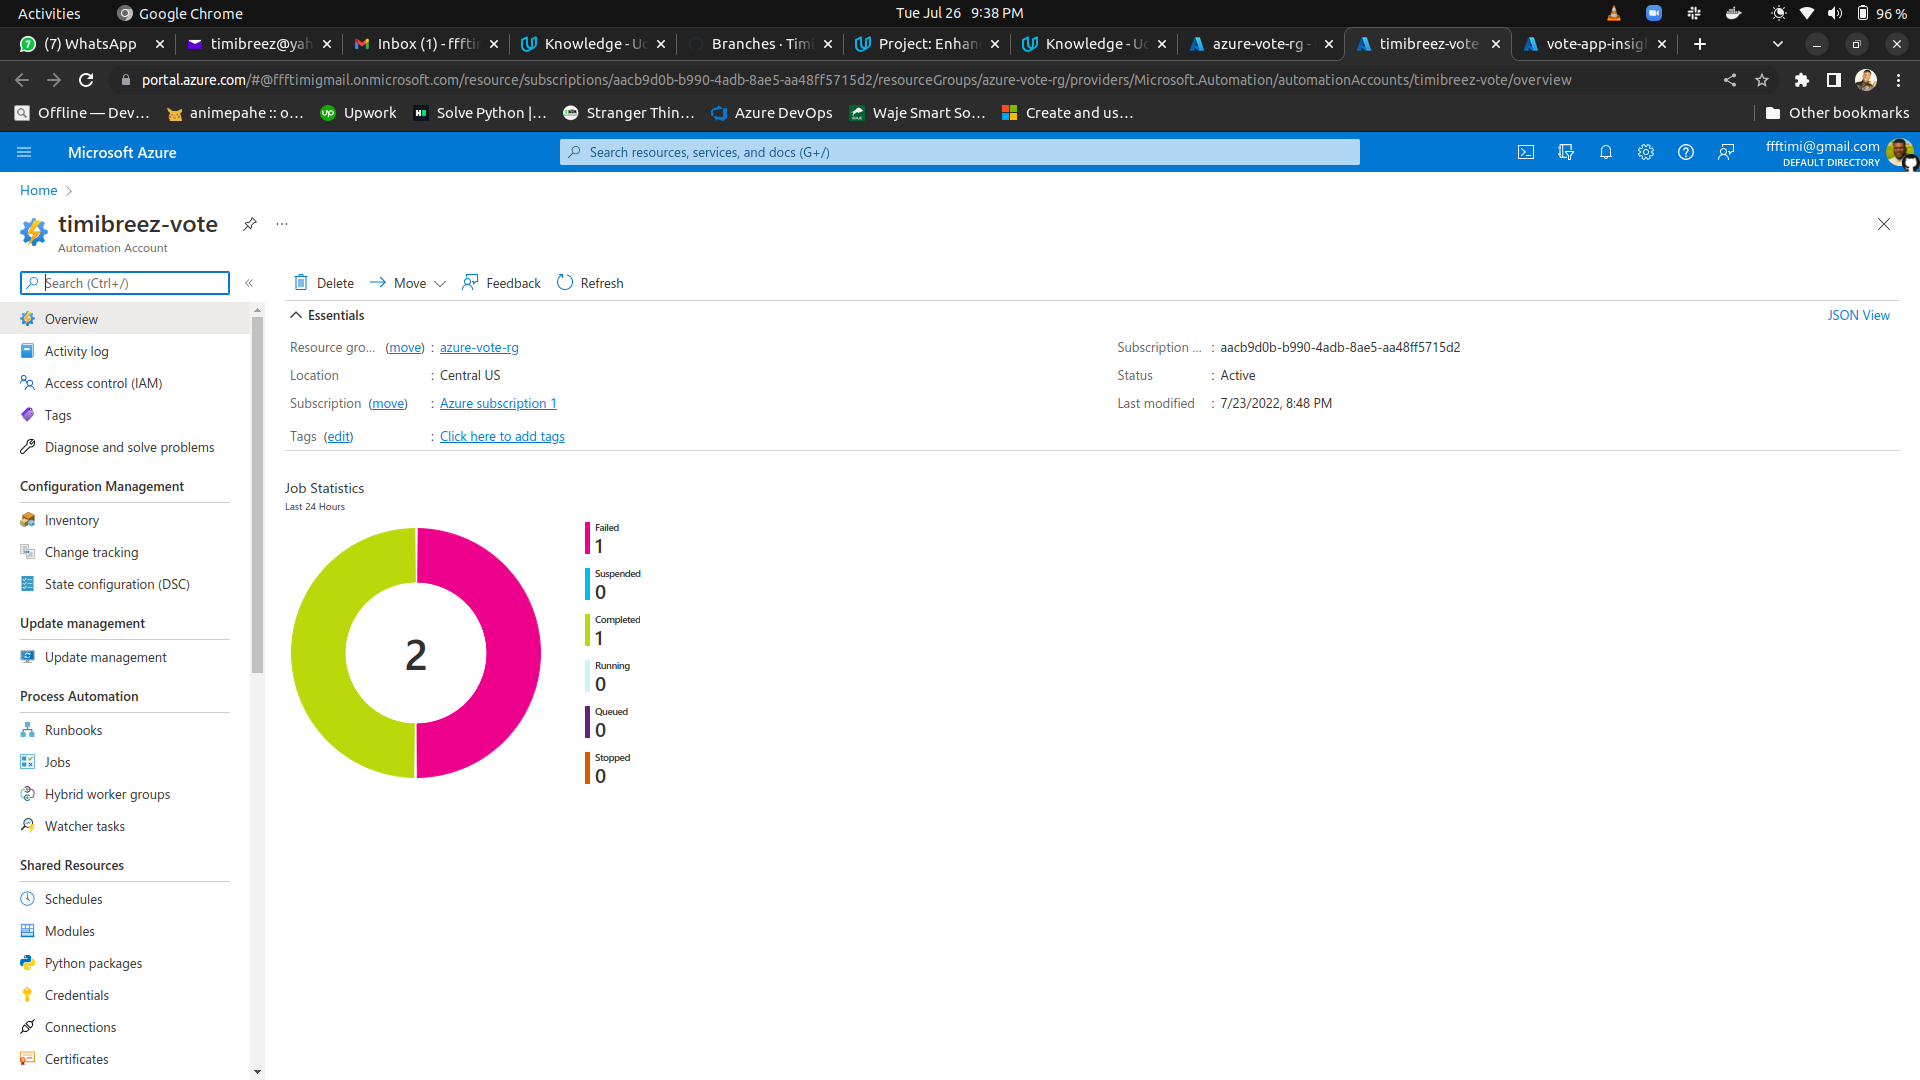 Activities Google Chrome Tue Jul 26 9:38 PM 96 %
(7) WhatsApp timibreez@yah Inbox (1) - ffftin Knowledge - Ud Branches · Timi Project: Enhan Knowledge - Ud azure-vote-rg - timibreez-vote vote-app-insig
portal.azure.com/#@ffftimigmail.onmicrosoft.com/resource/subscriptions/aacb9d0b-b990-4adb-8ae5-aa48ff5715d2/resourceGroups/azure-vote-rg/providers/Microsoft.Automation/automationAccounts/timibreez-vote/overview
Offline — Dev... animepahe :: o... Upwork Solve Python |... Stranger Thin... Azure DevOps Waje Smart So... Create and us... Other bookmarks
Microsoft Azure Search resources, services, and docs (G+/) ffftimi@gmail.com
DEFAULT DIRECTORY
Home
timibreez-vote ...
Automation Account
Search (Ctrl+/) « Delete Move Feedback Refresh
Essentials JSON View
Resource gro... (move) : azure-vote-rg
Location : Central US
Subscription (move) : Azure subscription 1
Tags (edit) : Click here to add tags
Subscription ... : aacb9d0b-b990-4adb-8ae5-aa48ff5715d2
Status : Active
Last modified : 7/23/2022, 8:48 PM
Overview
Activity log
Access control (IAM)
Tags
Diagnose and solve problems
Configuration Management
Inventory
Change tracking
State configuration (DSC)
Update management
Update management
Process Automation
Runbooks
Jobs
Hybrid worker groups
Watcher tasks
Shared Resources
Schedules
Modules
Python packages
Credentials
Connections
Certificates
Job Statistics
Last 24 Hours
2
Failed
1
Suspended
0
Completed
1
Running
0
Queued
0
Stopped
0